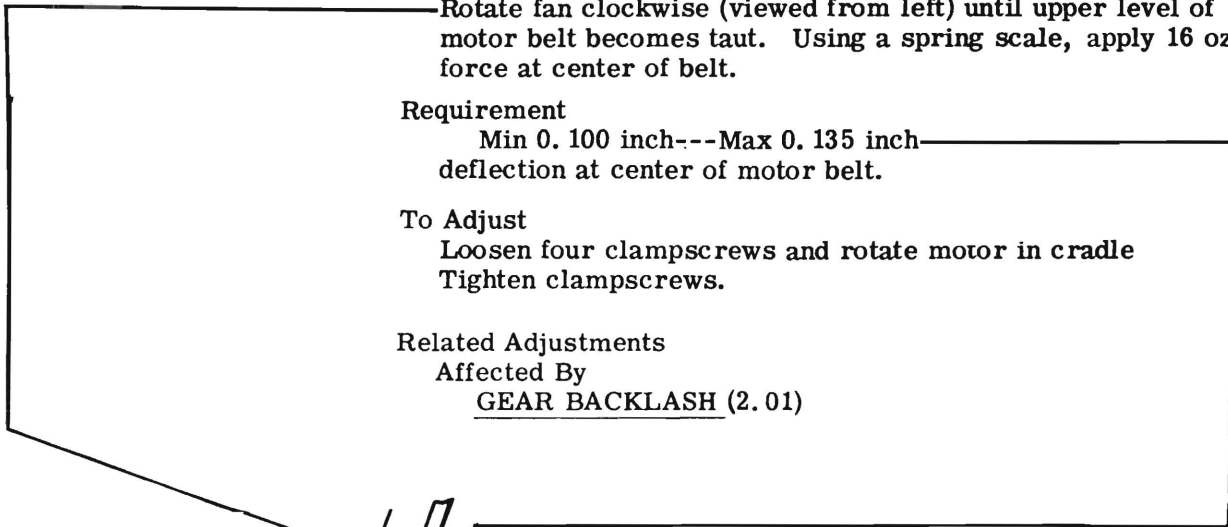 Rotate fan clockwise (viewed from left) until upper level of
motor belt becomes taut. Using a spring scale, apply 16 oz
force at center of belt.
Requirement
Min 0.100 inch---Max 0.135 inch
deflection at center of motor belt.
To Adjust
Loosen four clampscrews and rotate motor in cradle
Tighten clampscrews.
Related Adjustments
Affected By
GEAR BACKLASH (2.01)